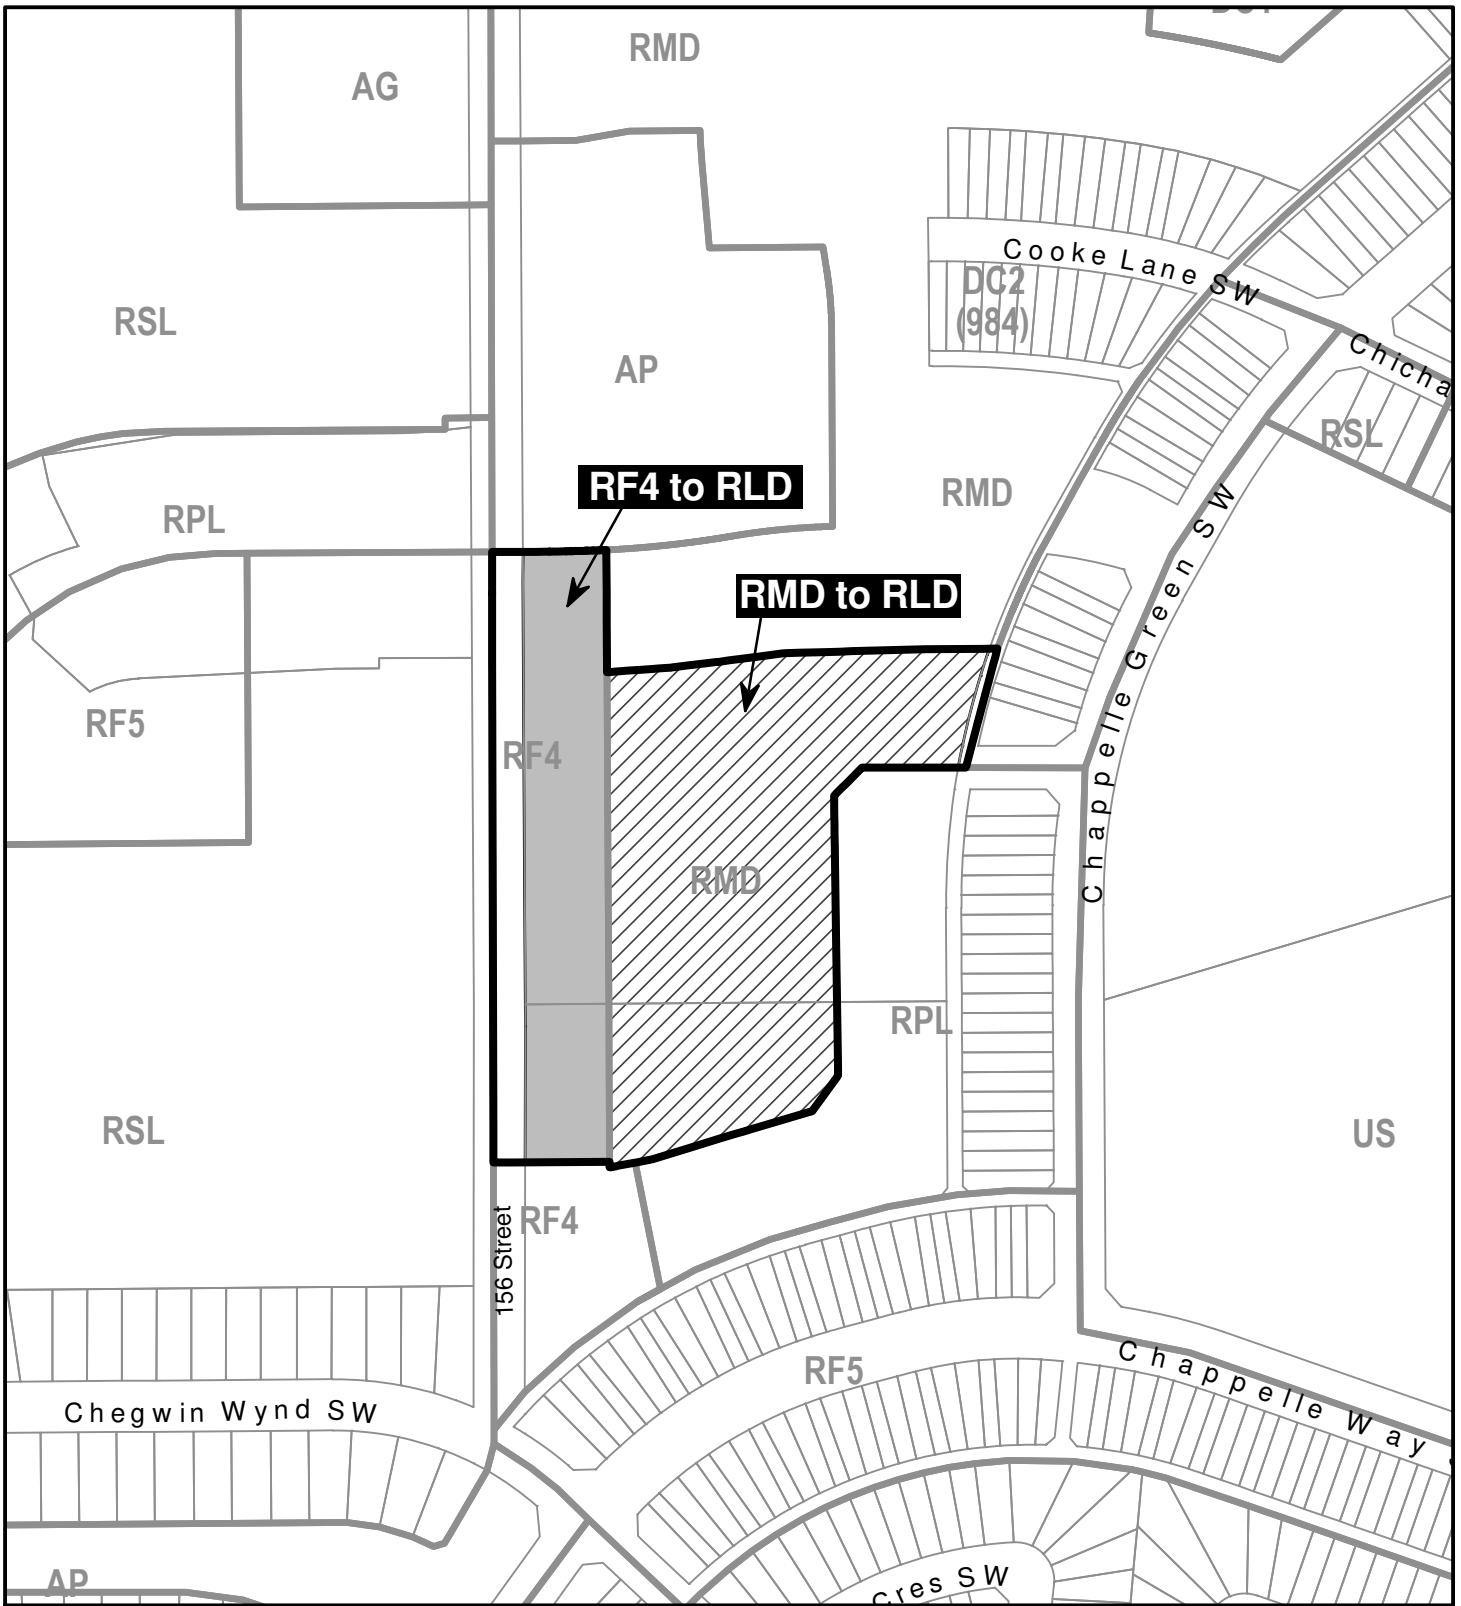 RMD
AG
Cooke Lane SW
DC2
(984)
RSL
Chicha
AP
RSL
RF4 to RLD
RMD
RPL
RMD to RLD
Chappelle Green SW
RF5
RF4
RMD
RPL
RSL
US
RF4
156 Street
RF5
Chappelle Way
Chegwin Wynd SW
AP
Cres SW